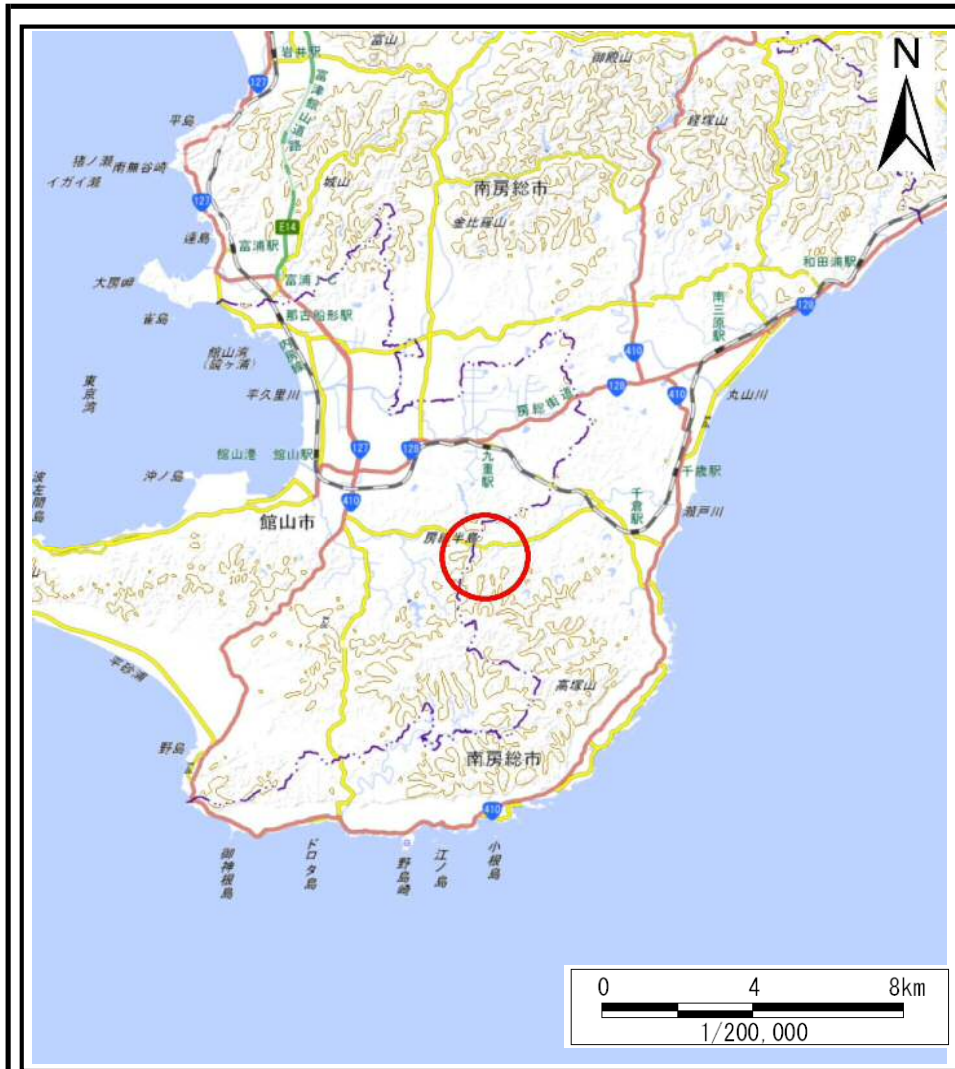 N
岩井駅
富山
御殿山
127
富津館山道路
平島
経塚山
猪ノ瀬
南無谷崎
イガイ瀬
城山
南房総市
127
金比羅山
E14
富浦駅
和田浦駅
大房岬
富浦
雀島
那古船形駅
南三原駅
128
館山湾
(鏡ヶ浦)
内房線
410
東京湾
平久里川
128
房総街道
410
丸山川
館山港
館山駅
127
128
九重駅
千歳駅
沖ノ島
波左間島
410
千倉駅
瀬戸川
館山市
房総半島
100
平砂浦
高塚山
野島
南房総市
410
御神根島
ドロタ島
野島崎
江ノ島
小根島
0 4 8km
1/200,000